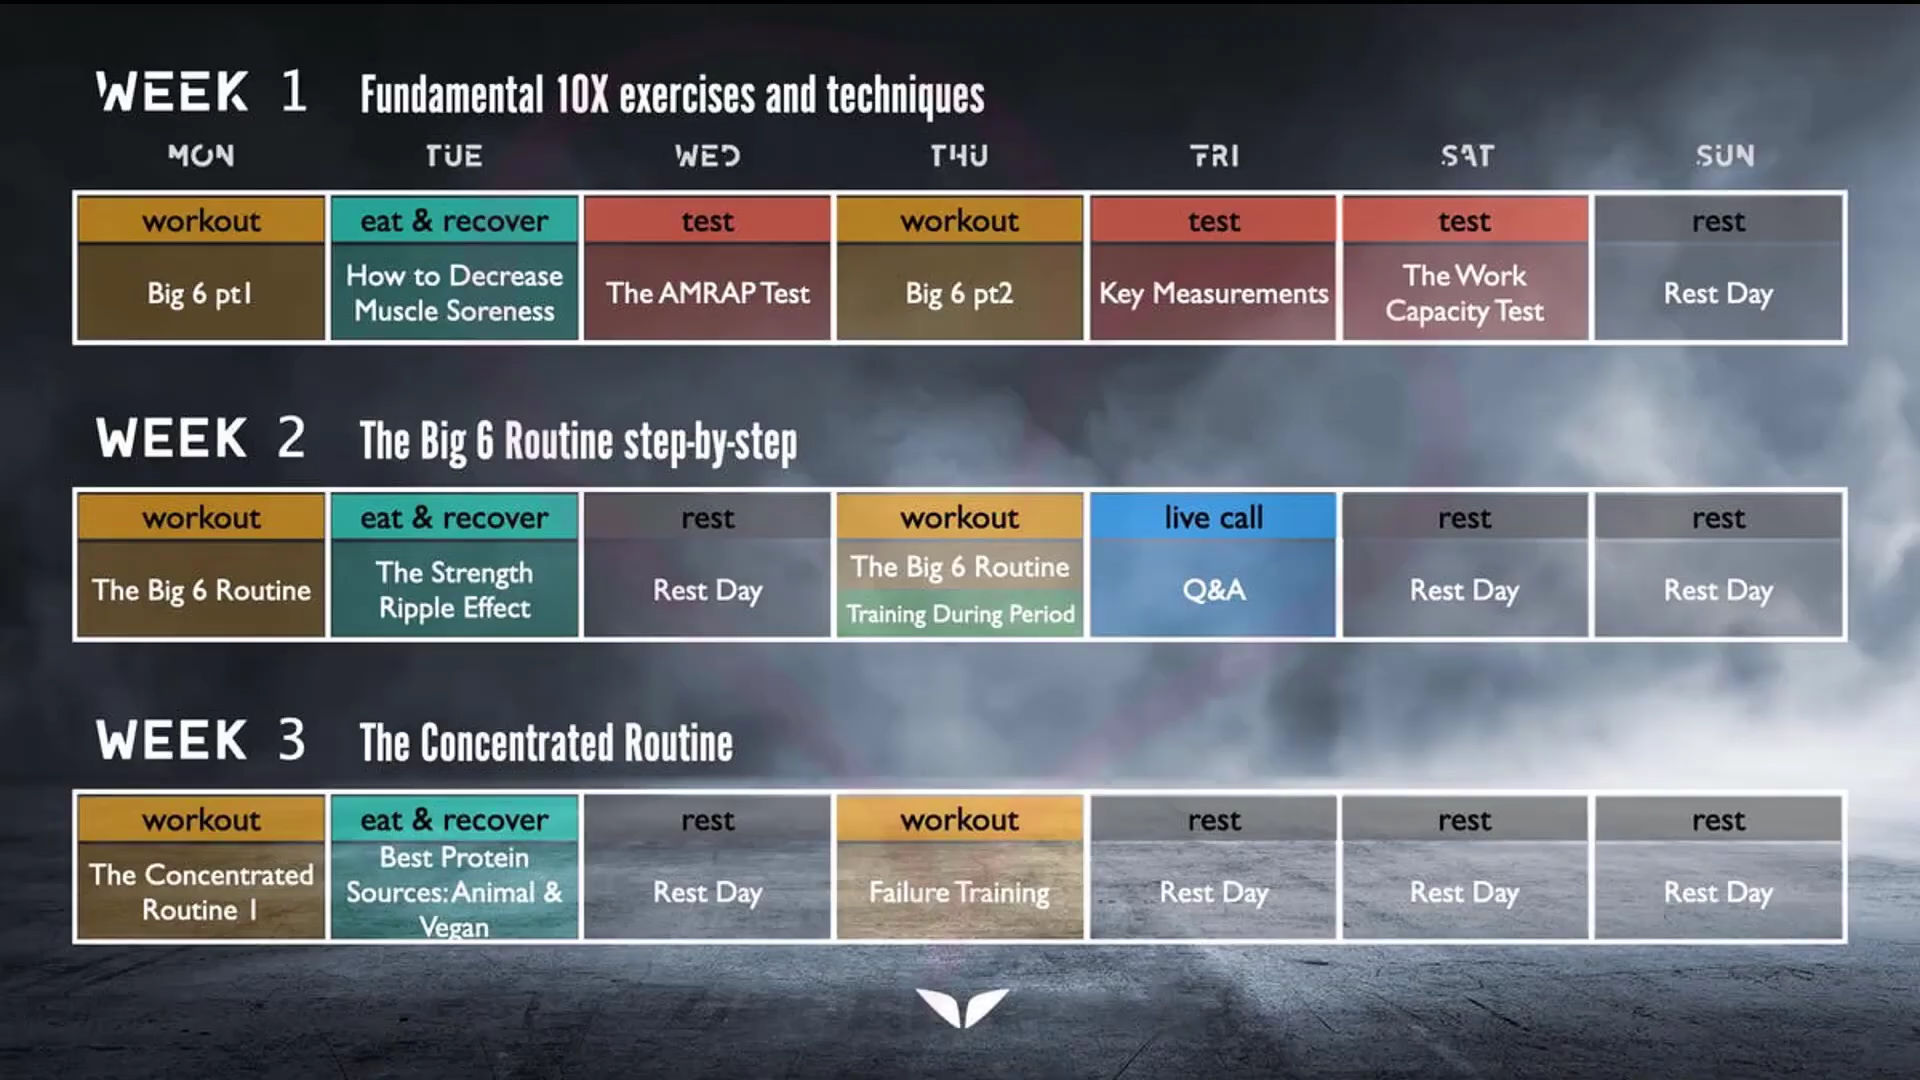 WEEK 1 Fundamental 10X exercises and techniques
MON TUE WED THU FRI SAT SUN
workout eat & recover test workout test test rest
Big 6 pt1
How to Decrease
Muscle Soreness
The AMRAP Test
Big 6 pt2
Key Measurements
The Work
Capacity Test
Rest Day
WEEK 2 The Big 6 Routine step-by-step
workout eat & recover rest workout live call rest rest
The Big 6 Routine
The Strength
Ripple Effect
Rest Day
The Big 6 Routine
Training During Period
Q&A
Rest Day
Rest Day
WEEK 3 The Concentrated Routine
workout eat & recover rest workout rest rest rest
The Concentrated
Routine 1
Best Protein
Sources: Animal &
Vegan
Rest Day
Failure Training
Rest Day
Rest Day
Rest Day